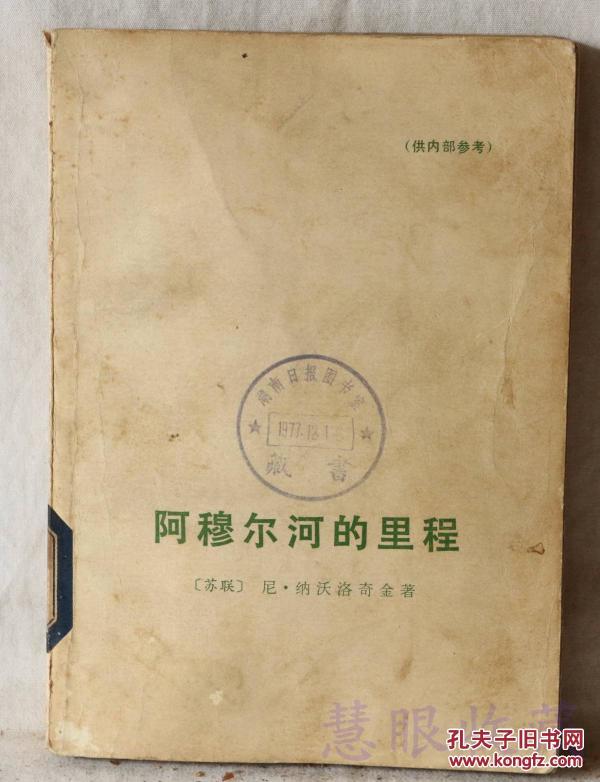 （供内部参考）
湖南日报图书室
1977.12.1
藏書
阿穆尔河的里程
〔苏联〕 尼·纳沃洛奇金著
慧眼收藏
孔夫子旧书网
www.kongfz.com